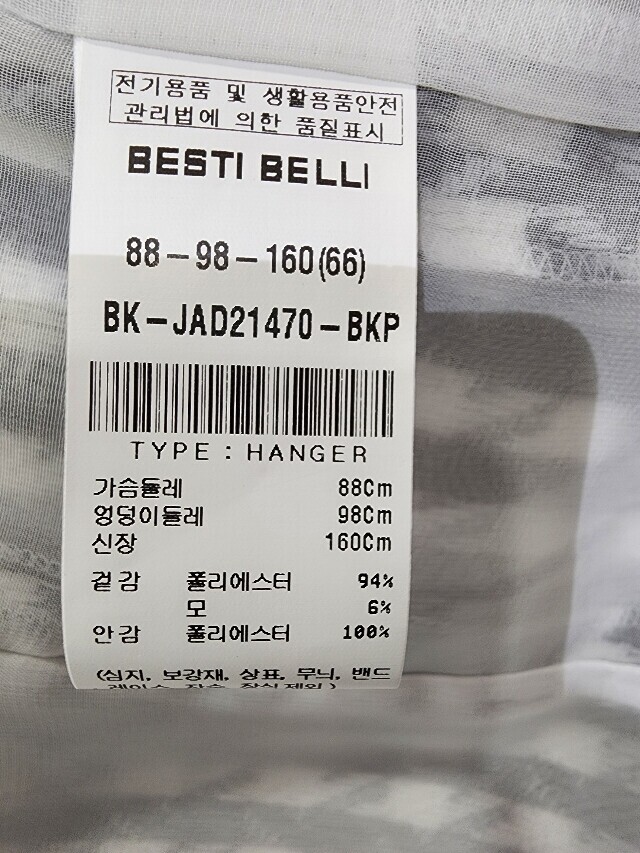 전기용품 및 생활용품안전
관리법에 의한 품질표시
BESTI BELLI
88-98-160(66)
BK-JAD21470-BKP
TYPE : HANGER
가슴둘레 88Cm
엉덩이둘레 98Cm
신장 160Cm
겉감 폴리에스터 94%
모 6%
안감 폴리에스터 100%
(심지, 보강재, 상표, 무늬, 밴드